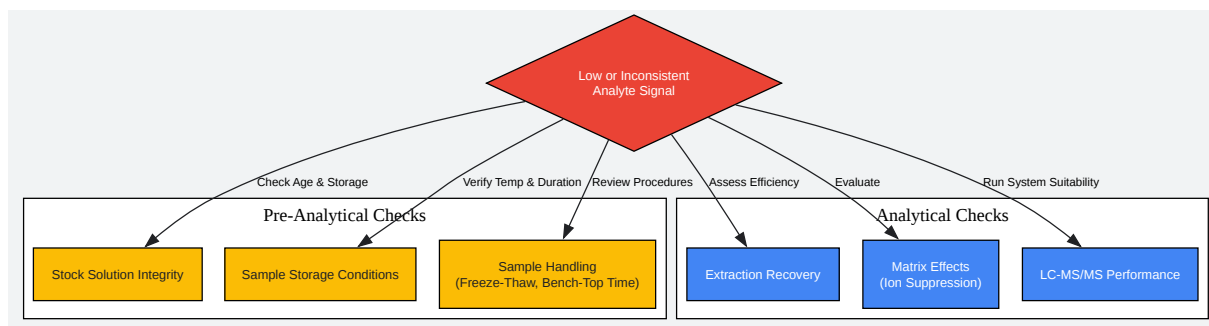 Low or Inconsistent
Analyte Signal
Check Age & Storage
Verify Temp & Duration
Review Procedures
Assess Efficiency
Evaluate
Run System Suitability
Pre-Analytical Checks
Analytical Checks
Stock Solution Integrity
Sample Storage Conditions
Sample Handling
(Freeze-Thaw, Bench-Top Time)
Extraction Recovery
Matrix Effects
(Ion Suppression)
LC-MS/MS Performance